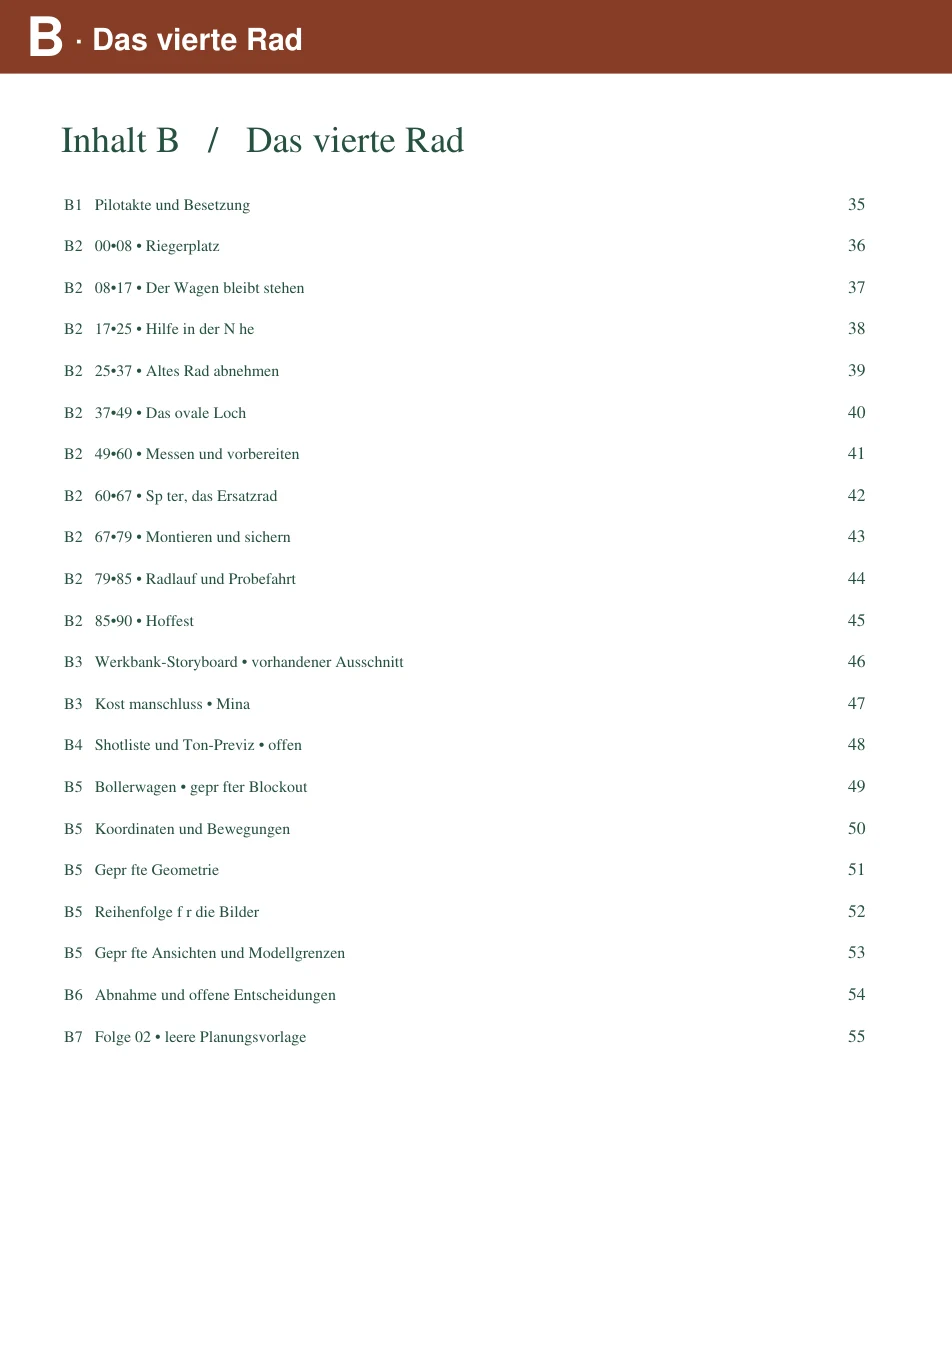 B · Das vierte Rad
Inhalt B / Das vierte Rad
B1 Pilotakte und Besetzung 35
B2 00•08 • Riegerplatz 36
B2 08•17 • Der Wagen bleibt stehen 37
B2 17•25 • Hilfe in der N he 38
B2 25•37 • Altes Rad abnehmen 39
B2 37•49 • Das ovale Loch 40
B2 49•60 • Messen und vorbereiten 41
B2 60•67 • Sp ter, das Ersatzrad 42
B2 67•79 • Montieren und sichern 43
B2 79•85 • Radlauf und Probefahrt 44
B2 85•90 • Hoffest 45
B3 Werkbank-Storyboard • vorhandener Ausschnitt 46
B3 Kost manschluss • Mina 47
B4 Shotliste und Ton-Previz • offen 48
B5 Bollerwagen • gepr fter Blockout 49
B5 Koordinaten und Bewegungen 50
B5 Gepr fte Geometrie 51
B5 Reihenfolge f r die Bilder 52
B5 Gepr fte Ansichten und Modellgrenzen 53
B6 Abnahme und offene Entscheidungen 54
B7 Folge 02 • leere Planungsvorlage 55